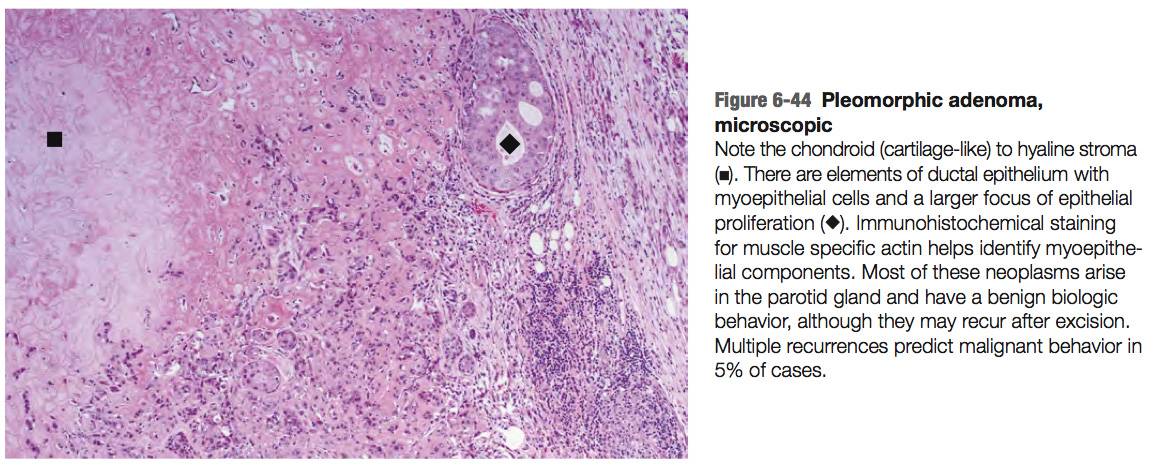 Figure 6-44 Pleomorphic adenoma,
microscopic
Note the chondroid (cartilage-like) to hyaline stroma
(■). There are elements of ductal epithelium with
myoepithelial cells and a larger focus of epithelial
proliferation (◆). Immunohistochemical staining
for muscle specific actin helps identify myoepithe-
lial components. Most of these neoplasms arise
in the parotid gland and have a benign biologic
behavior, although they may recur after excision.
Multiple recurrences predict malignant behavior in
5% of cases.